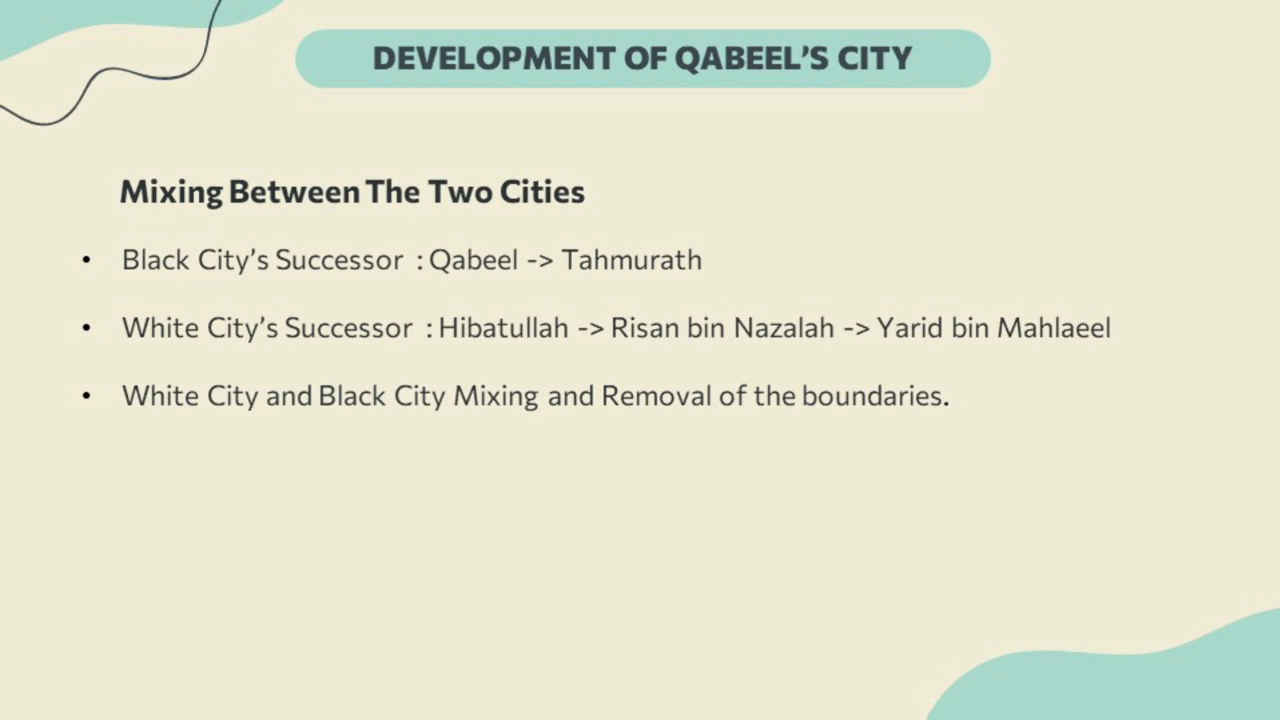 DEVELOPMENT OF QABEEL’S CITY
Mixing Between The Two Cities
• Black City’s Successor : Qabeel -> Tahmurath
• White City’s Successor : Hibatullah -> Risan bin Nazalah -> Yarid bin Mahlaeel
• White City and Black City Mixing and Removal of the boundaries.